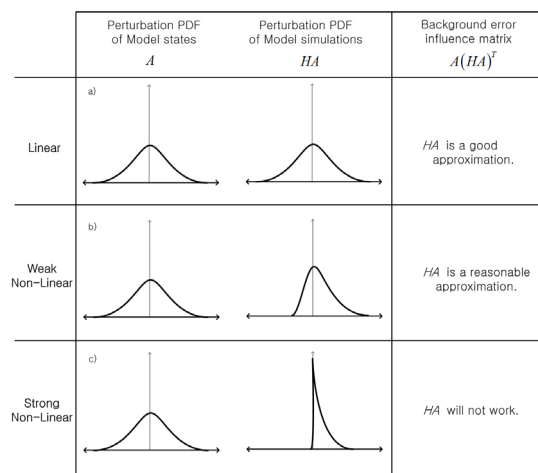 Perturbation PDF
of Model states
A
Perturbation PDF
of Model simulations
HA
Background error
influence matrix
A(HA)^T
Linear
a)
HA is a good
approximation.
Weak
Non-Linear
b)
HA is a reasonable
approximation.
Strong
Non-Linear
c)
HA will not work.